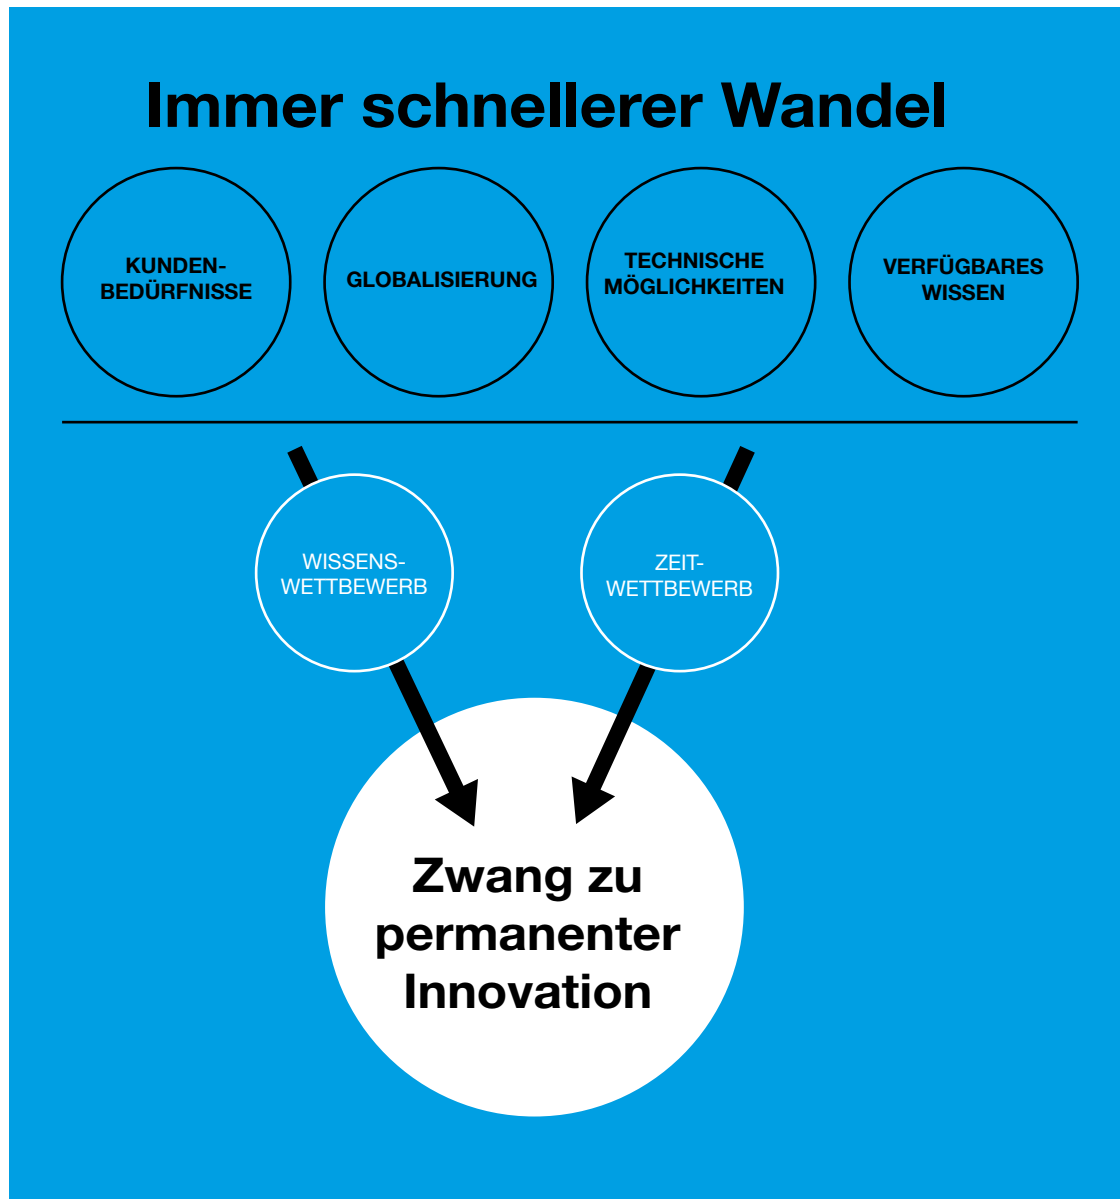 Immer schnellerer Wandel
KUNDEN-
BEDÜRFNISSE
GLOBALISIERUNG
TECHNISCHE
MÖGLICHKEITEN
VERFÜGBARES
WISSEN
WISSENS-
WETTBEWERB
ZEIT-
WETTBEWERB
Zwang zu
permanenter
Innovation